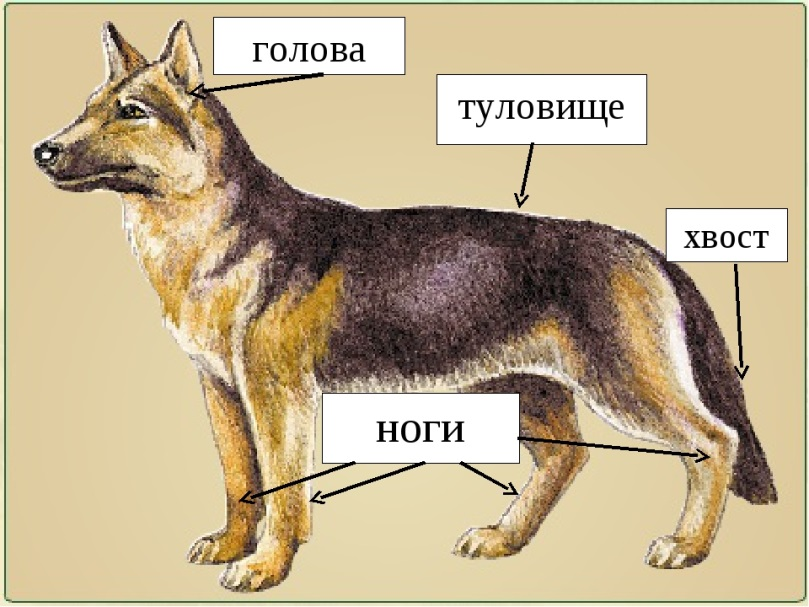 голова
туловище
хвост
ноги